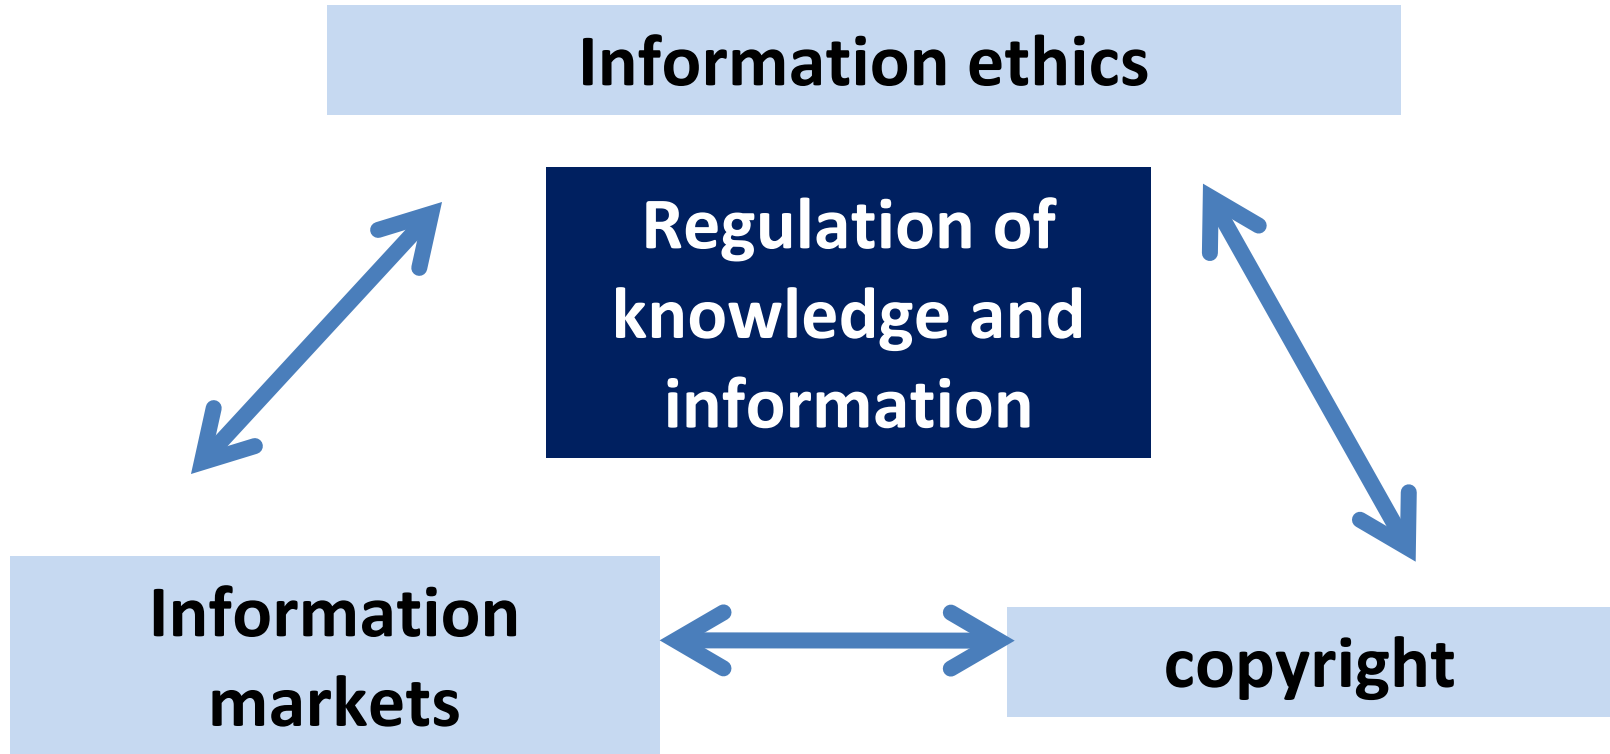 Information ethics
Regulation of
knowledge and
information
Information
markets
copyright